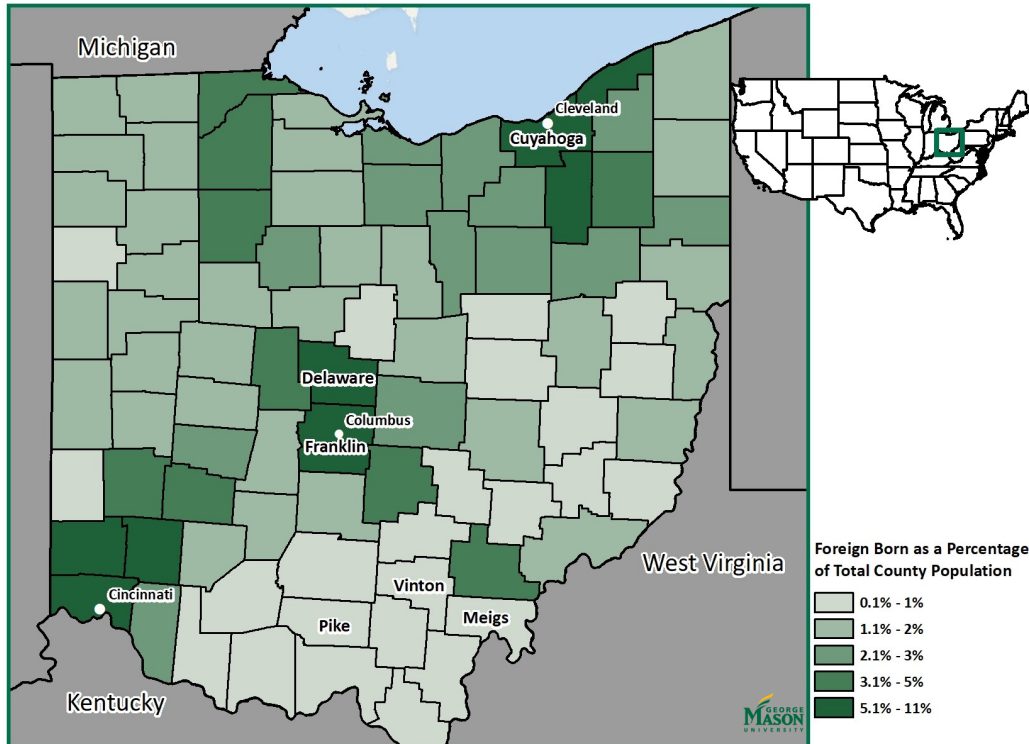 Michigan
Cleveland
Cuyahoga
Delaware
Columbus
Franklin
West Virginia
Cincinnati
Vinton
Meigs
Pike
Kentucky
GEORGE
MASON
UNIVERSITY
Foreign Born as a Percentage
of Total County Population
0.1% - 1%
1.1% - 2%
2.1% - 3%
3.1% - 5%
5.1% - 11%